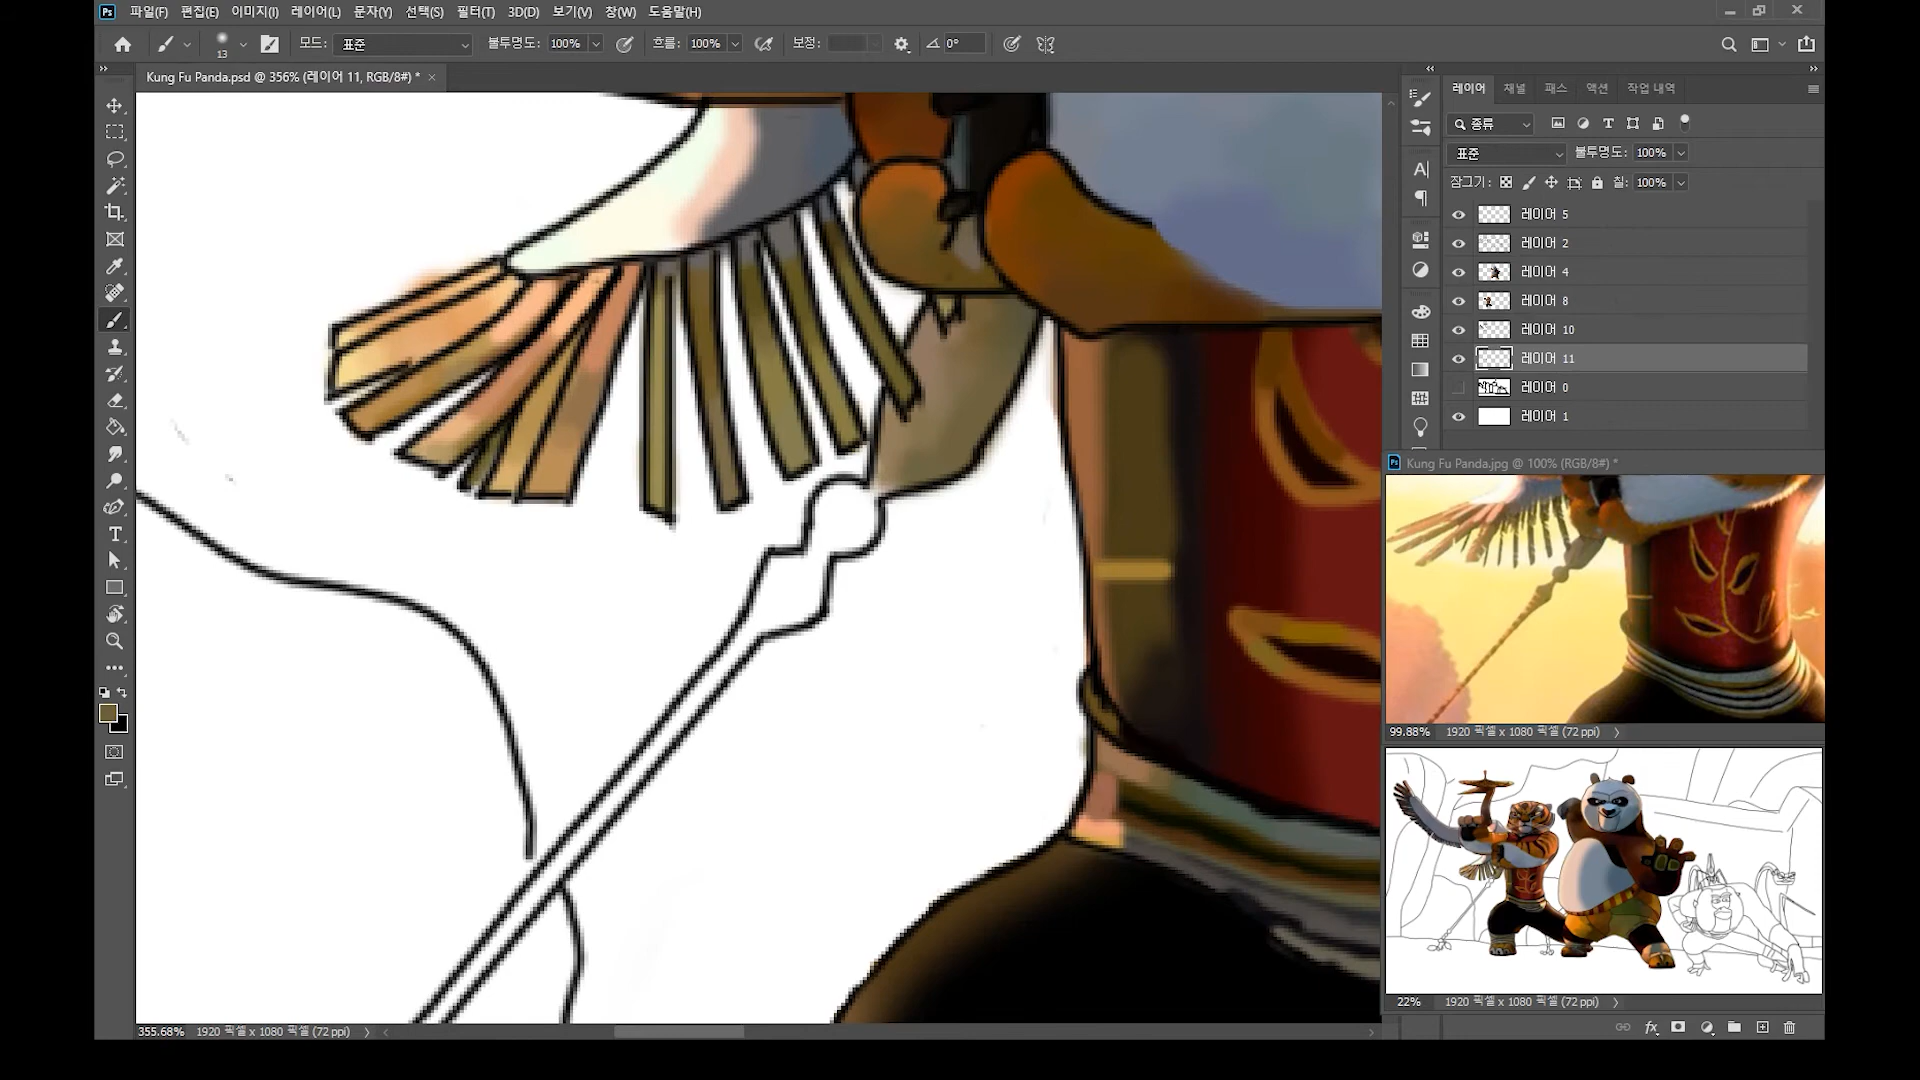 Ps 파일(F) 편집(E) 이미지(I) 레이어(L) 문자(Y) 선택(S) 필터(T) 3D(D) 보기(V) 창(W) 도움말(H)
13 모드: 표준 불투명도: 100% 흐름: 100% 보정: 0°
Kung Fu Panda.psd @ 356% (레이어 11, RGB/8#) *
레이어 채널 패스 액션 작업 내역
종류
표준 불투명도: 100%
잠그기: 칠: 100%
레이어 5
레이어 2
레이어 4
레이어 8
레이어 10
레이어 11
레이어 0
레이어 1
Ps Kung Fu Panda.jpg @ 100% (RGB/8#) *
99.88% 1920 픽셀 x 1080 픽셀 (72 ppi)
22% 1920 픽셀 x 1080 픽셀 (72 ppi)
355.68% 1920 픽셀 x 1080 픽셀 (72 ppi)
fx